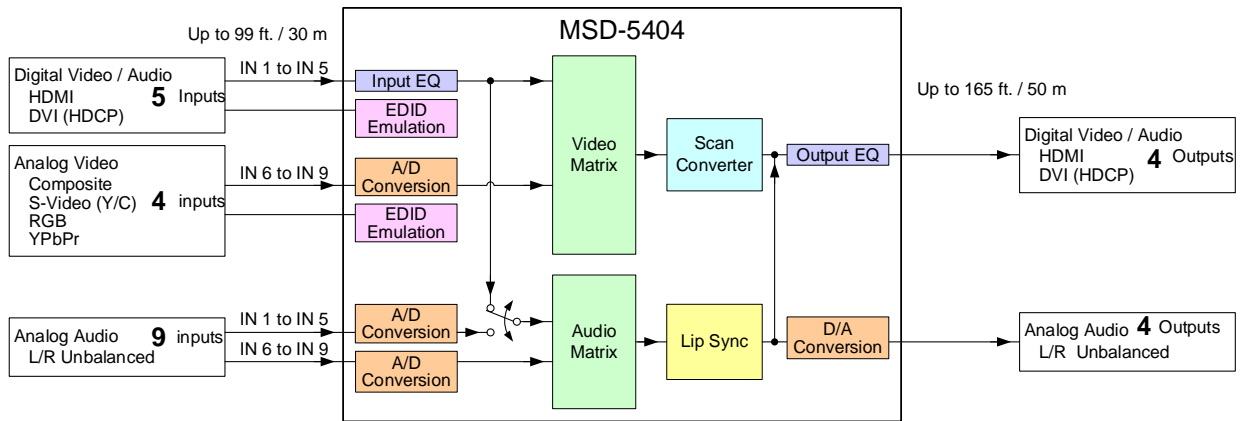 MSD-5404
Up to 99 ft. / 30 m
Digital Video / Audio
HDMI
DVI (HDCP)
5 Inputs
IN 1 to IN 5
Input EQ
EDID
Emulation
Analog Video
Composite
S-Video (Y/C)
RGB
YPbPr
4 inputs
IN 6 to IN 9
A/D
Conversion
EDID
Emulation
Video
Matrix
Scan
Converter
Output EQ
Up to 165 ft. / 50 m
Digital Video / Audio
HDMI
DVI (HDCP)
4 Outputs
Analog Audio 9 inputs
L/R Unbalanced
IN 1 to IN 5
IN 6 to IN 9
A/D
Conversion
A/D
Conversion
Audio
Matrix
Lip Sync
D/A
Conversion
Analog Audio 4 Outputs
L/R Unbalanced